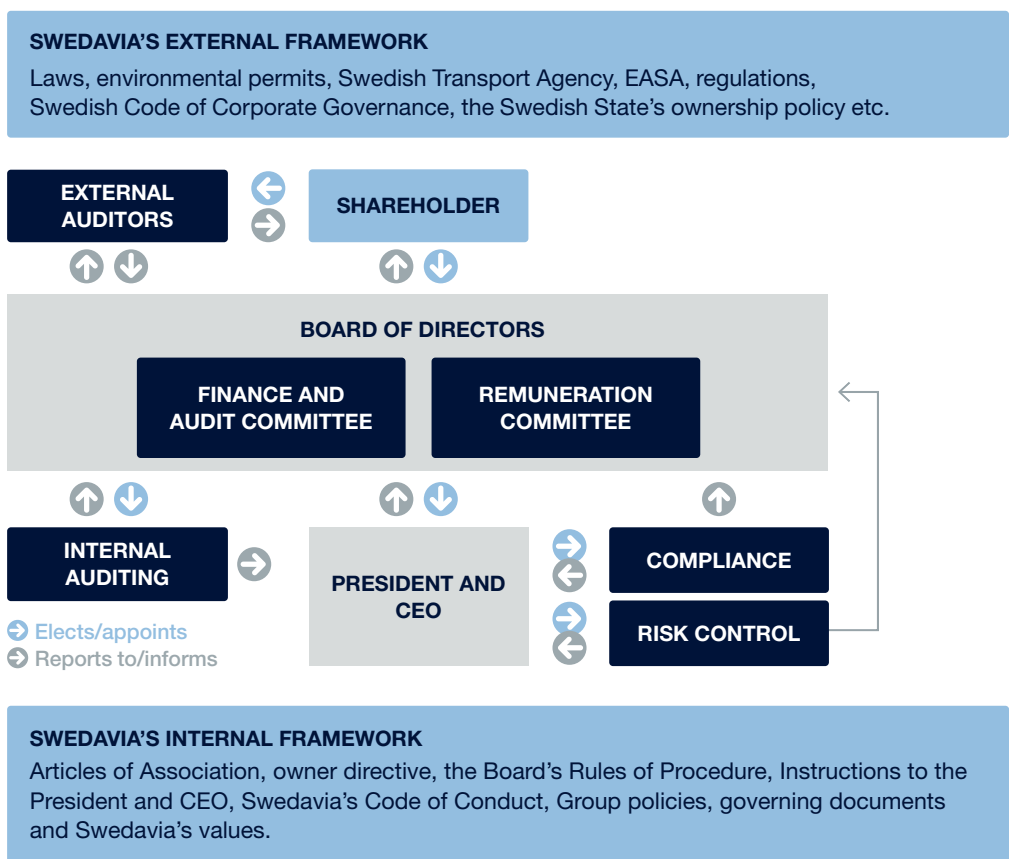 SWEDAVIA’S EXTERNAL FRAMEWORK
Laws, environmental permits, Swedish Transport Agency, EASA, regulations,
Swedish Code of Corporate Governance, the Swedish State’s ownership policy etc.
EXTERNAL
AUDITORS
SHAREHOLDER
BOARD OF DIRECTORS
FINANCE AND
AUDIT COMMITTEE
REMUNERATION
COMMITTEE
INTERNAL
AUDITING
PRESIDENT AND
CEO
COMPLIANCE
RISK CONTROL
Elects/appoints
Reports to/informs
SWEDAVIA’S INTERNAL FRAMEWORK
Articles of Association, owner directive, the Board’s Rules of Procedure, Instructions to the
President and CEO, Swedavia’s Code of Conduct, Group policies, governing documents
and Swedavia’s values.